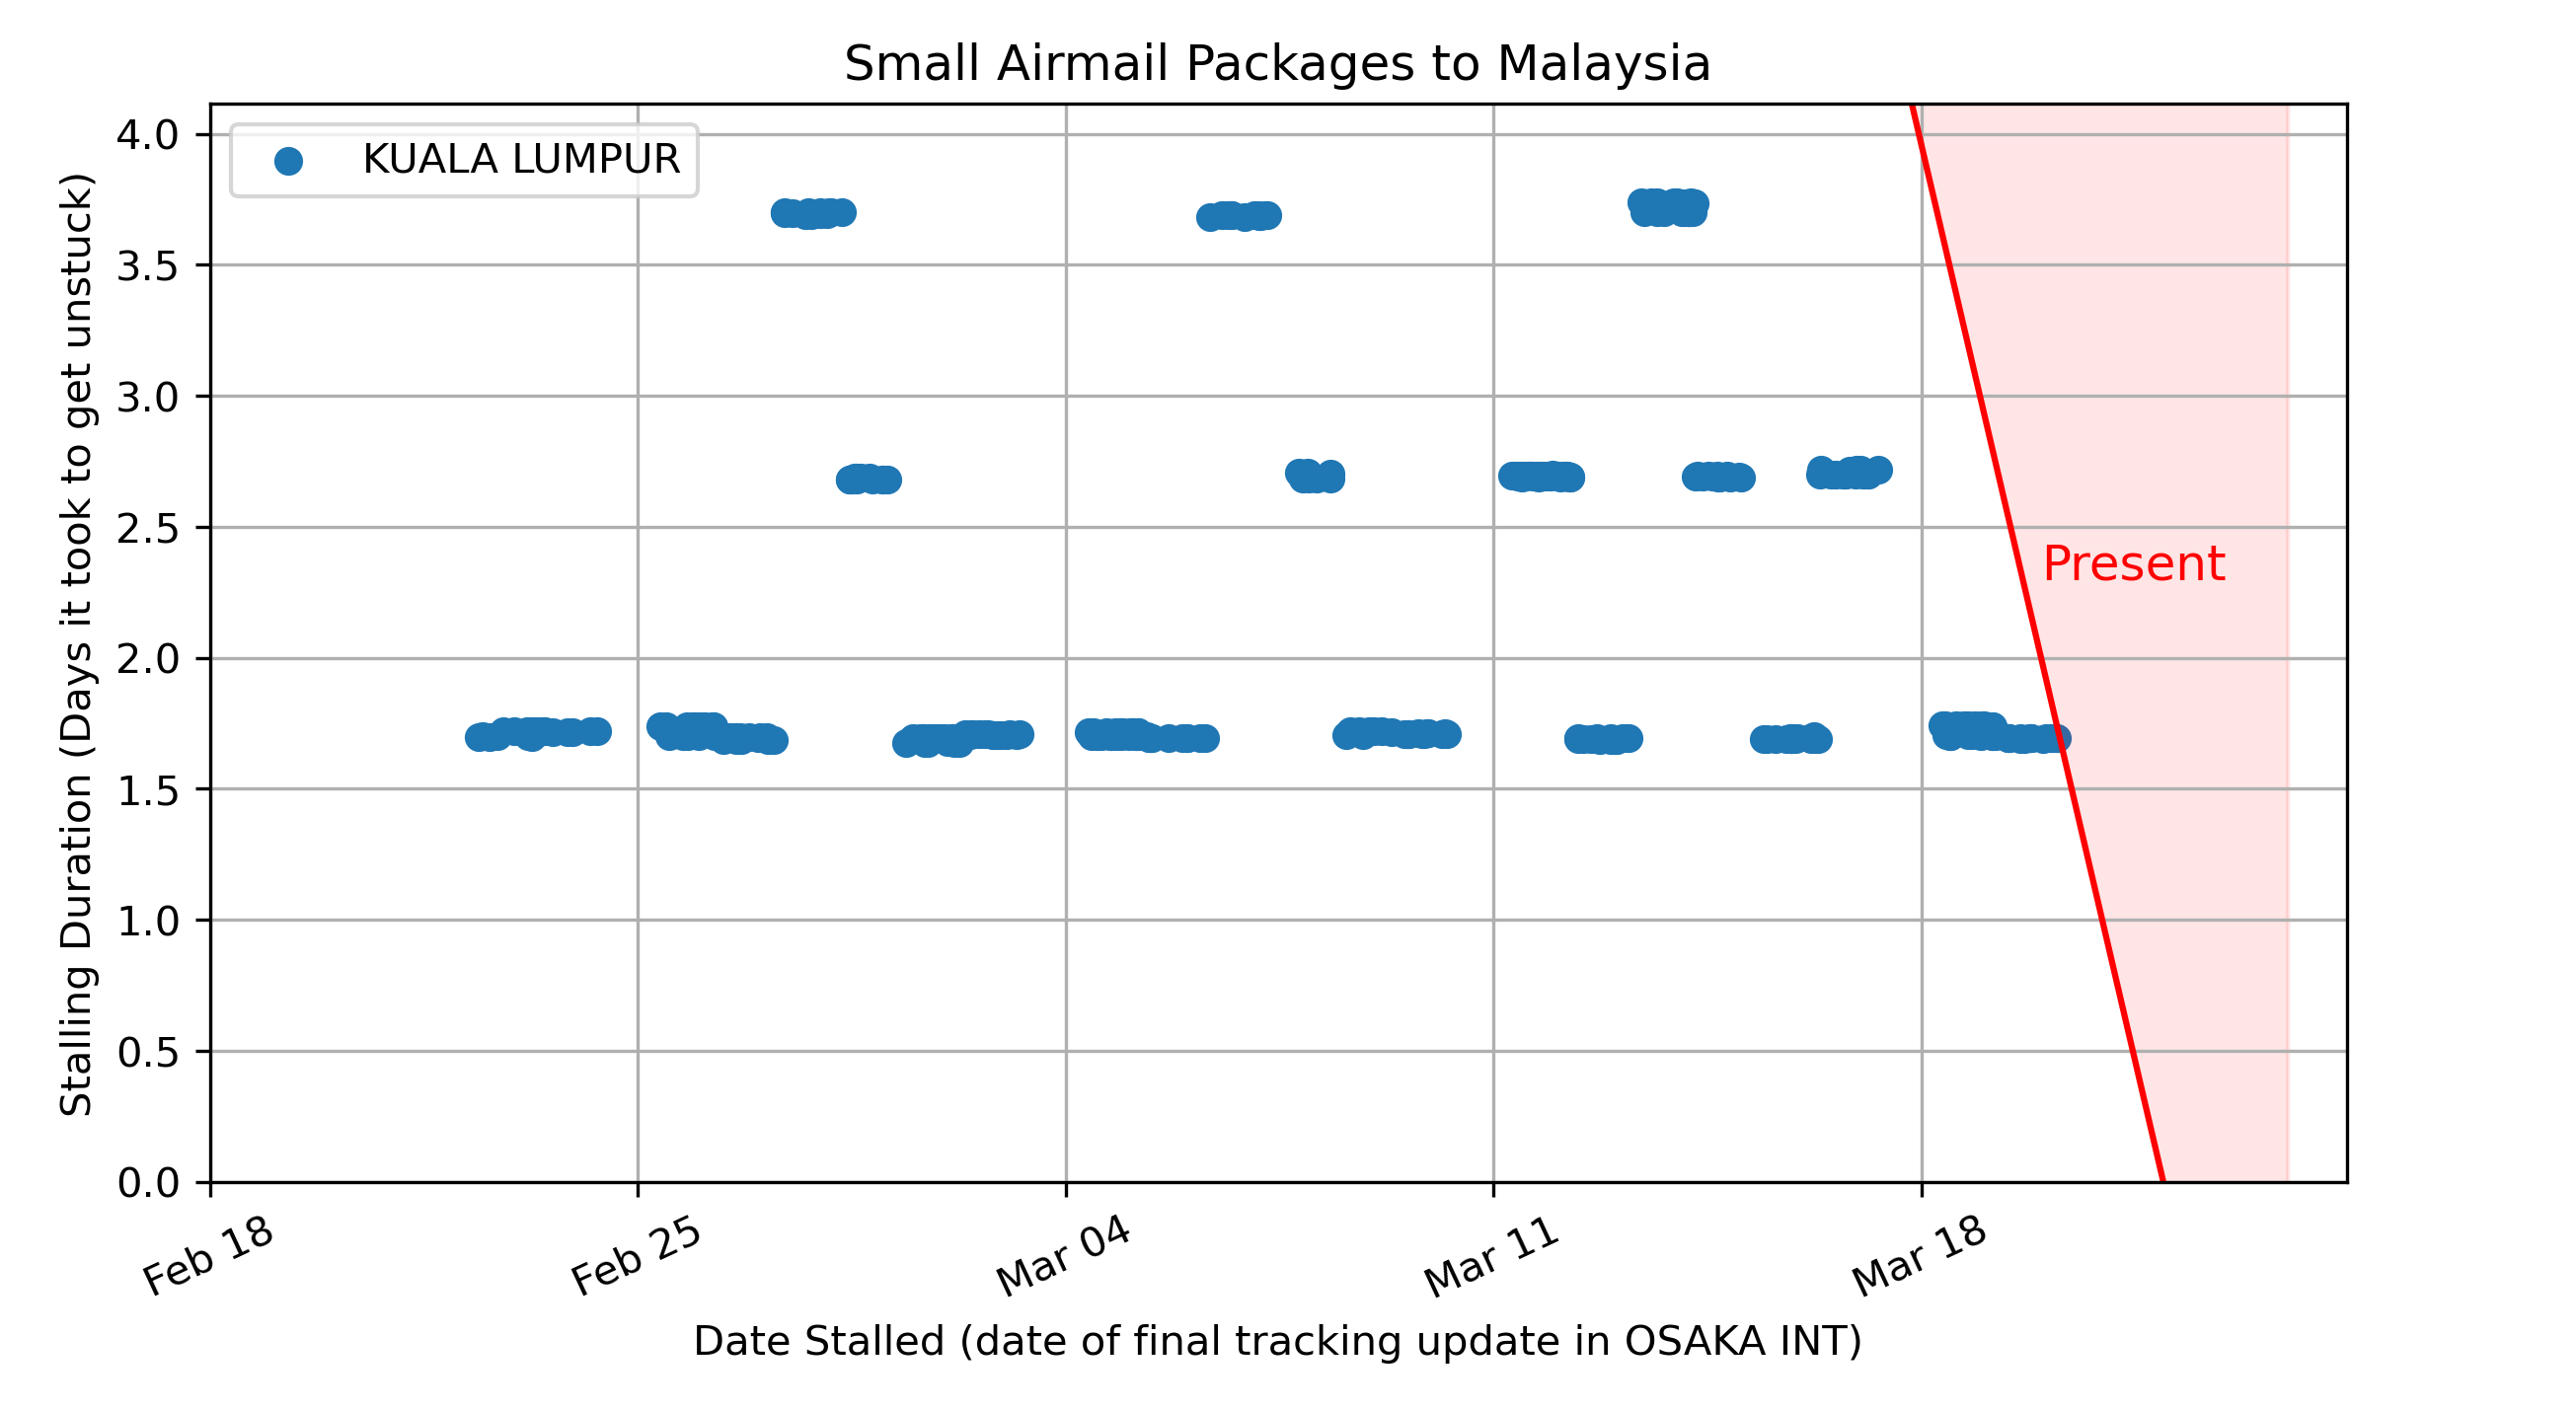 Small Airmail Packages to Malaysia
KUALA LUMPUR
Stalling Duration (Days it took to get unstuck)
4.0
3.5
3.0
2.5
2.0
1.5
1.0
0.5
0.0
Present
Feb 18
Feb 25
Mar 04
Mar 11
Mar 18
Date Stalled (date of final tracking update in OSAKA INT)